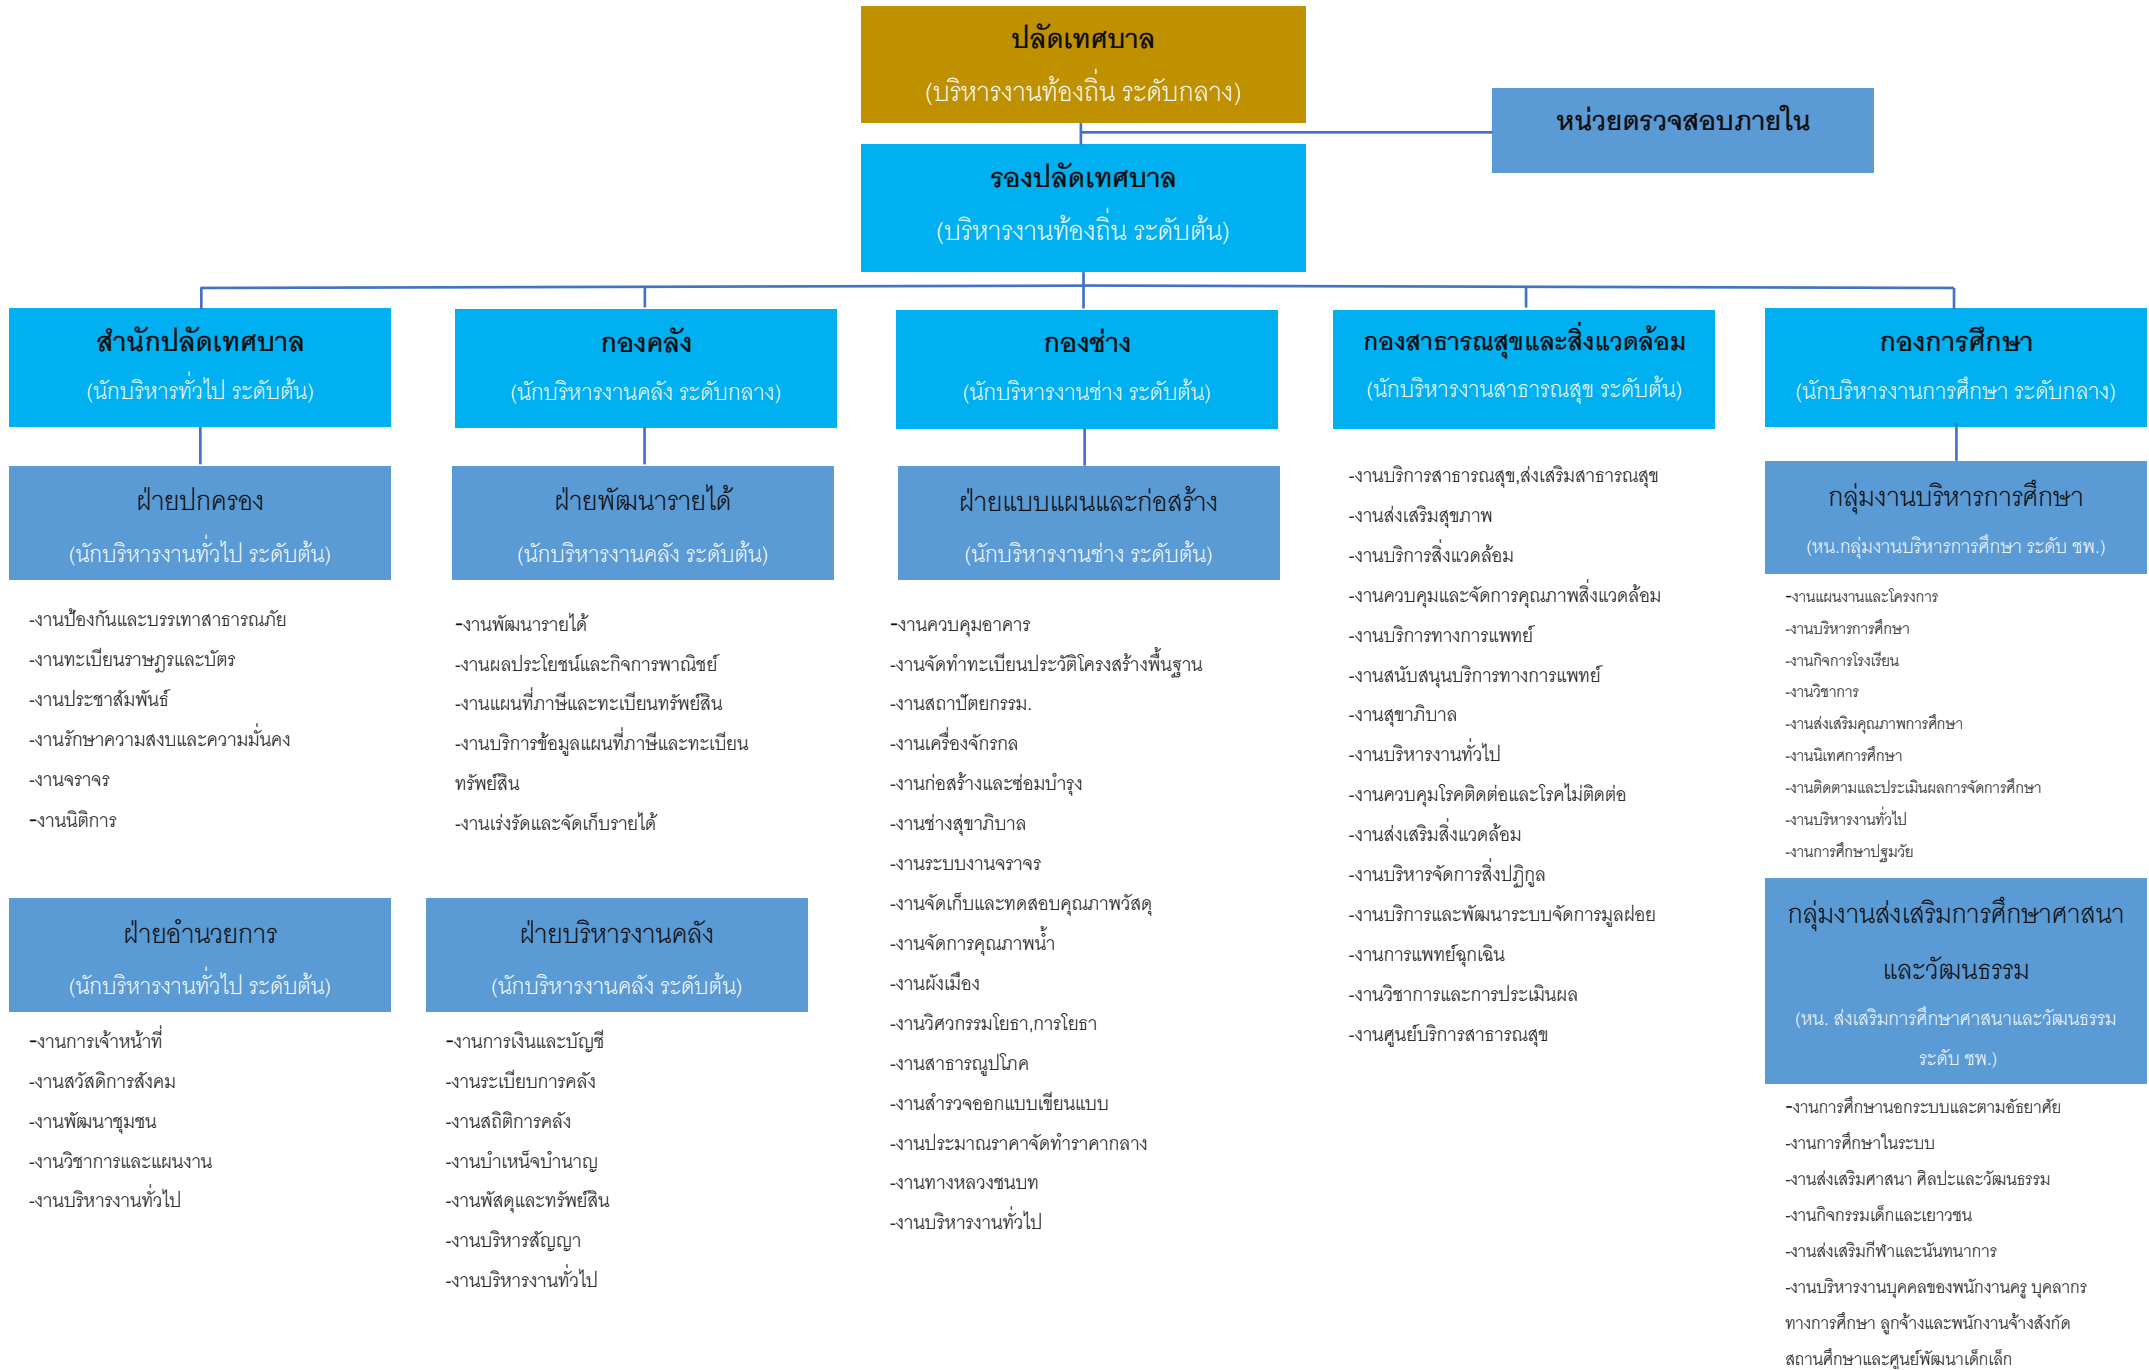 ปลัดเทศบาล
(บริหารงานท้องถิ่น ระดับกลาง)
หน่วยตรวจสอบภายใน
รองปลัดเทศบาล
(บริหารงานท้องถิ่น ระดับต้น)
สำนักปลัดเทศบาล
(นักบริหารทั่วไป ระดับต้น)
ฝ่ายปกครอง
(นักบริหารงานทั่วไป ระดับต้น)
-งานป้องกันและบรรเทาสาธารณภัย
-งานทะเบียนราษฎรและบัตร
-งานประชาสัมพันธ์
-งานรักษาความสงบและความมั่นคง
-งานจราจร
-งานนิติการ
ฝ่ายอำนวยการ
(นักบริหารงานทั่วไป ระดับต้น)
-งานการเจ้าหน้าที่
-งานสวัสดิการสังคม
-งานพัฒนาชุมชน
-งานวิชาการและแผนงาน
-งานบริหารงานทั่วไป
กองคลัง
(นักบริหารงานคลัง ระดับกลาง)
ฝ่ายพัฒนารายได้
(นักบริหารงานคลัง ระดับต้น)
-งานพัฒนารายได้
-งานผลประโยชน์และกิจการพาณิชย์
-งานแผนที่ภาษีและทะเบียนทรัพย์สิน
-งานบริการข้อมูลแผนที่ภาษีและทะเบียน
ทรัพย์สิน
-งานเร่งรัดและจัดเก็บรายได้
ฝ่ายบริหารงานคลัง
(นักบริหารงานคลัง ระดับต้น)
-งานการเงินและบัญชี
-งานระเบียบการคลัง
-งานสถิติการคลัง
-งานบำเหน็จบำนาญ
-งานพัสดุและทรัพย์สิน
-งานบริหารสัญญา
-งานบริหารงานทั่วไป
กองช่าง
(นักบริหารงานช่าง ระดับต้น)
ฝ่ายแบบแผนและก่อสร้าง
(นักบริหารงานช่าง ระดับต้น)
-งานควบคุมอาคาร
-งานจัดทำทะเบียนประวัติโครงสร้างพื้นฐาน
-งานสถาปัตยกรรม.
-งานเครื่องจักรกล
-งานก่อสร้างและซ่อมบำรุง
-งานช่างสุขาภิบาล
-งานระบบงานจราจร
-งานจัดเก็บและทดสอบคุณภาพวัสดุ
-งานจัดการคุณภาพน้ำ
-งานผังเมือง
-งานวิศวกรรมโยธา,การโยธา
-งานสาธารณูปโภค
-งานสำรวจออกแบบเขียนแบบ
-งานประมาณราคาจัดทำราคากลาง
-งานทางหลวงชนบท
-งานบริหารงานทั่วไป
กองสาธารณสุขและสิ่งแวดล้อม
(นักบริหารงานสาธารณสุข ระดับต้น)
-งานบริการสาธารณสุข,ส่งเสริมสาธารณสุข
-งานส่งเสริมสุขภาพ
-งานบริการสิ่งแวดล้อม
-งานควบคุมและจัดการคุณภาพสิ่งแวดล้อม
-งานบริการทางการแพทย์
-งานสนับสนุนบริการทางการแพทย์
-งานสุขาภิบาล
-งานบริหารงานทั่วไป
-งานควบคุมโรคติดต่อและโรคไม่ติดต่อ
-งานส่งเสริมสิ่งแวดล้อม
-งานบริหารจัดการสิ่งปฏิกูล
-งานบริการและพัฒนาระบบจัดการมูลฝอย
-งานการแพทย์ฉุกเฉิน
-งานวิชาการและการประเมินผล
-งานศูนย์บริการสาธารณสุข
กองการศึกษา
(นักบริหารงานการศึกษา ระดับกลาง)
กลุ่มงานบริหารการศึกษา
(หน.กลุ่มงานบริหารการศึกษา ระดับ ชพ.)
-งานแผนงานและโครงการ
-งานบริหารการศึกษา
-งานกิจการโรงเรียน
-งานวิชาการ
-งานส่งเสริมคุณภาพการศึกษา
-งานนิเทศการศึกษา
-งานติดตามและประเมินผลการจัดการศึกษา
-งานบริหารงานทั่วไป
-งานการศึกษาปฐมวัย
กลุ่มงานส่งเสริมการศึกษาศาสนา
และวัฒนธรรม
(หน. ส่งเสริมการศึกษาศาสนาและวัฒนธรรม
ระดับ ชพ.)
-งานการศึกษานอกระบบและตามอัธยาศัย
-งานการศึกษาในระบบ
-งานส่งเสริมศาสนา ศิลปะและวัฒนธรรม
-งานกิจกรรมเด็กและเยาวชน
-งานส่งเสริมกีฬาและนันทนาการ
-งานบริหารงานบุคคลของพนักงานครู บุคลากร
ทางการศึกษา ลูกจ้างและพนักงานจ้างสังกัด
สถานศึกษาและศูนย์พัฒนาเด็กเล็ก